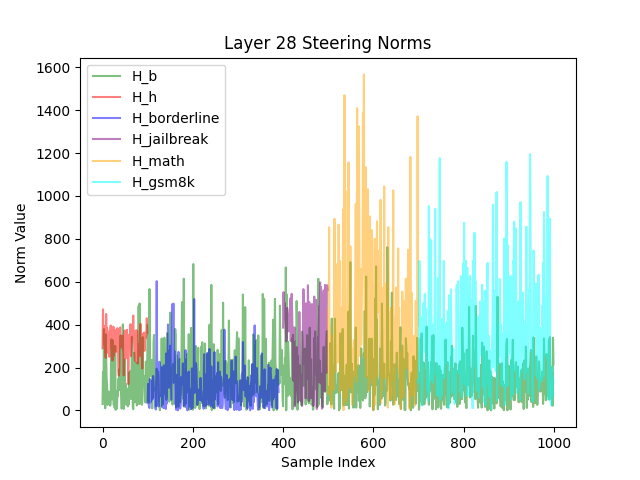 Layer 28 Steering Norms
1600
1400
1200
1000
800
600
400
200
0
Norm Value
H_b
H_h
H_borderline
H_jailbreak
H_math
H_gsm8k
0 200 400 600 800 1000
Sample Index